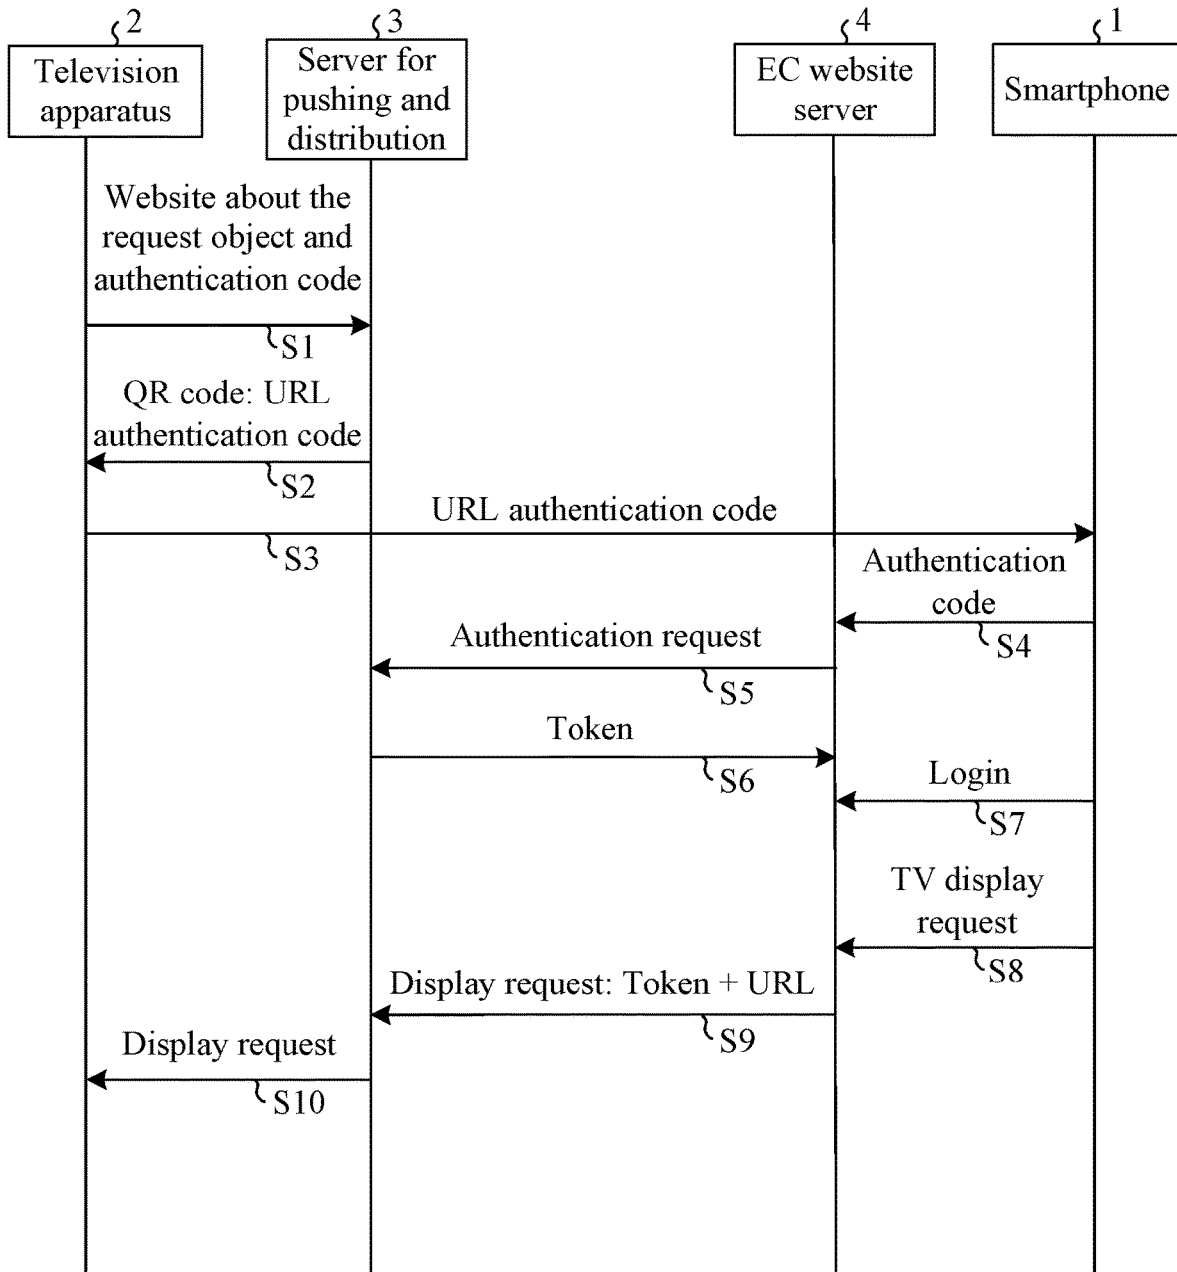 2
3
4
1
Television
apparatus
Server for
pushing and
distribution
EC website
server
Smartphone
Website about the
request object and
authentication code
S1
QR code: URL
authentication code
S2
URL authentication code
S3
Authentication
code
S4
Authentication request
S5
Token
S6
Login
S7
TV display
request
S8
Display request: Token + URL
S9
Display request
S10